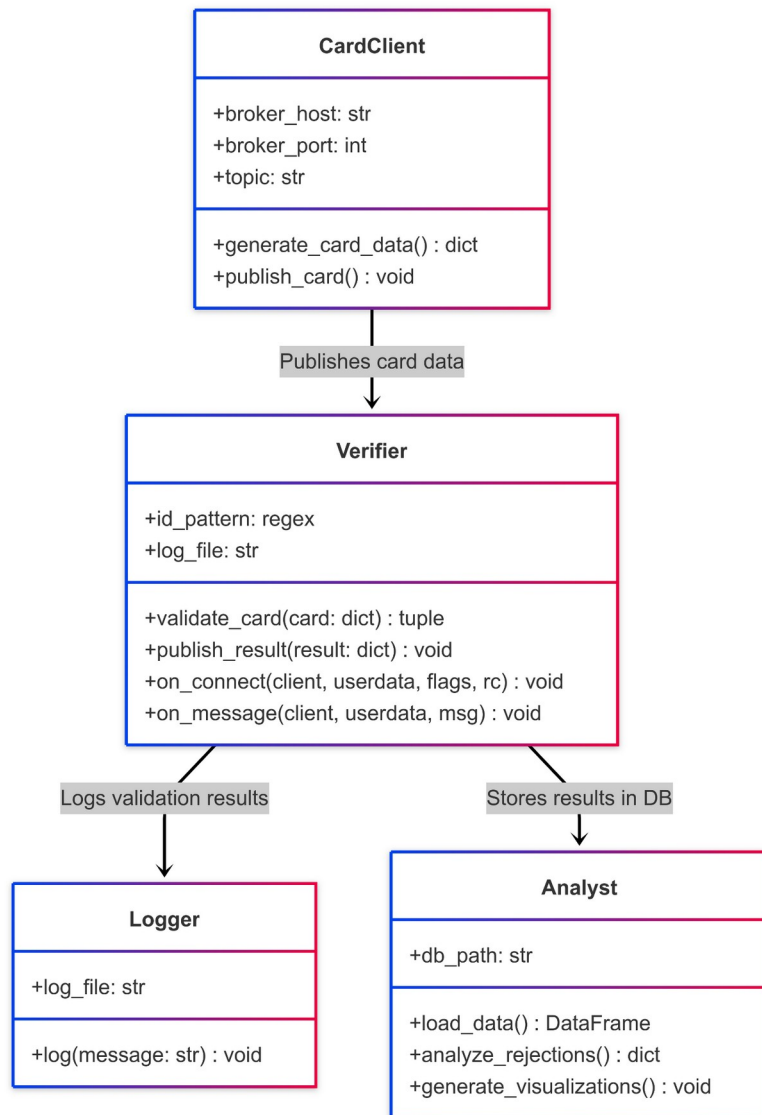 CardClient
+broker_host: str
+broker_port: int
+topic: str
+generate_card_data() : dict
+publish_card() : void
Publishes card data
Verifier
+id_pattern: regex
+log_file: str
+validate_card(card: dict) : tuple
+publish_result(result: dict) : void
+on_connect(client, userdata, flags, rc) : void
+on_message(client, userdata, msg) : void
Logs validation results
Stores results in DB
Logger
+log_file: str
+log(message: str) : void
Analyst
+db_path: str
+load_data() : DataFrame
+analyze_rejections() : dict
+generate_visualizations() : void